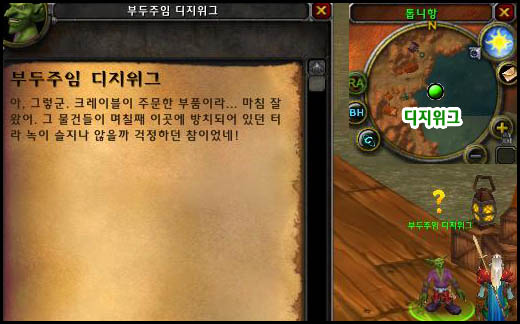 부두주임 디지위그
부두주임 디지위그
아, 그렇군. 크레이블이 주문한 부품이라... 마침 잘
왔어. 그 물건들이 며칠째 이곳에 방치되어 있던 터
라 녹이 슬지나 않을까 걱정하던 참이었네!
톱니항
N
RA
BH
디지위그
?
부두주임 디지위그